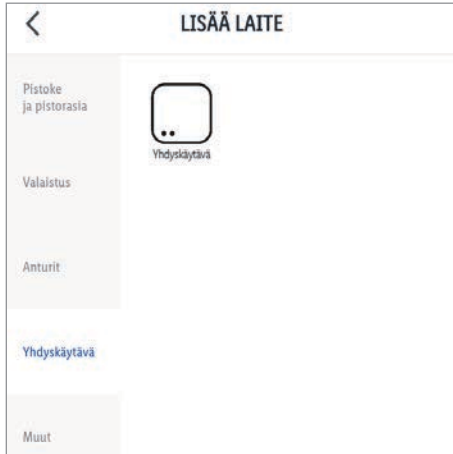 LISÄÄ LAITE
Pistoke
ja pistorasia
Yhdyskäytävä
Valaistus
Anturit
Yhdyskäytävä
Muut